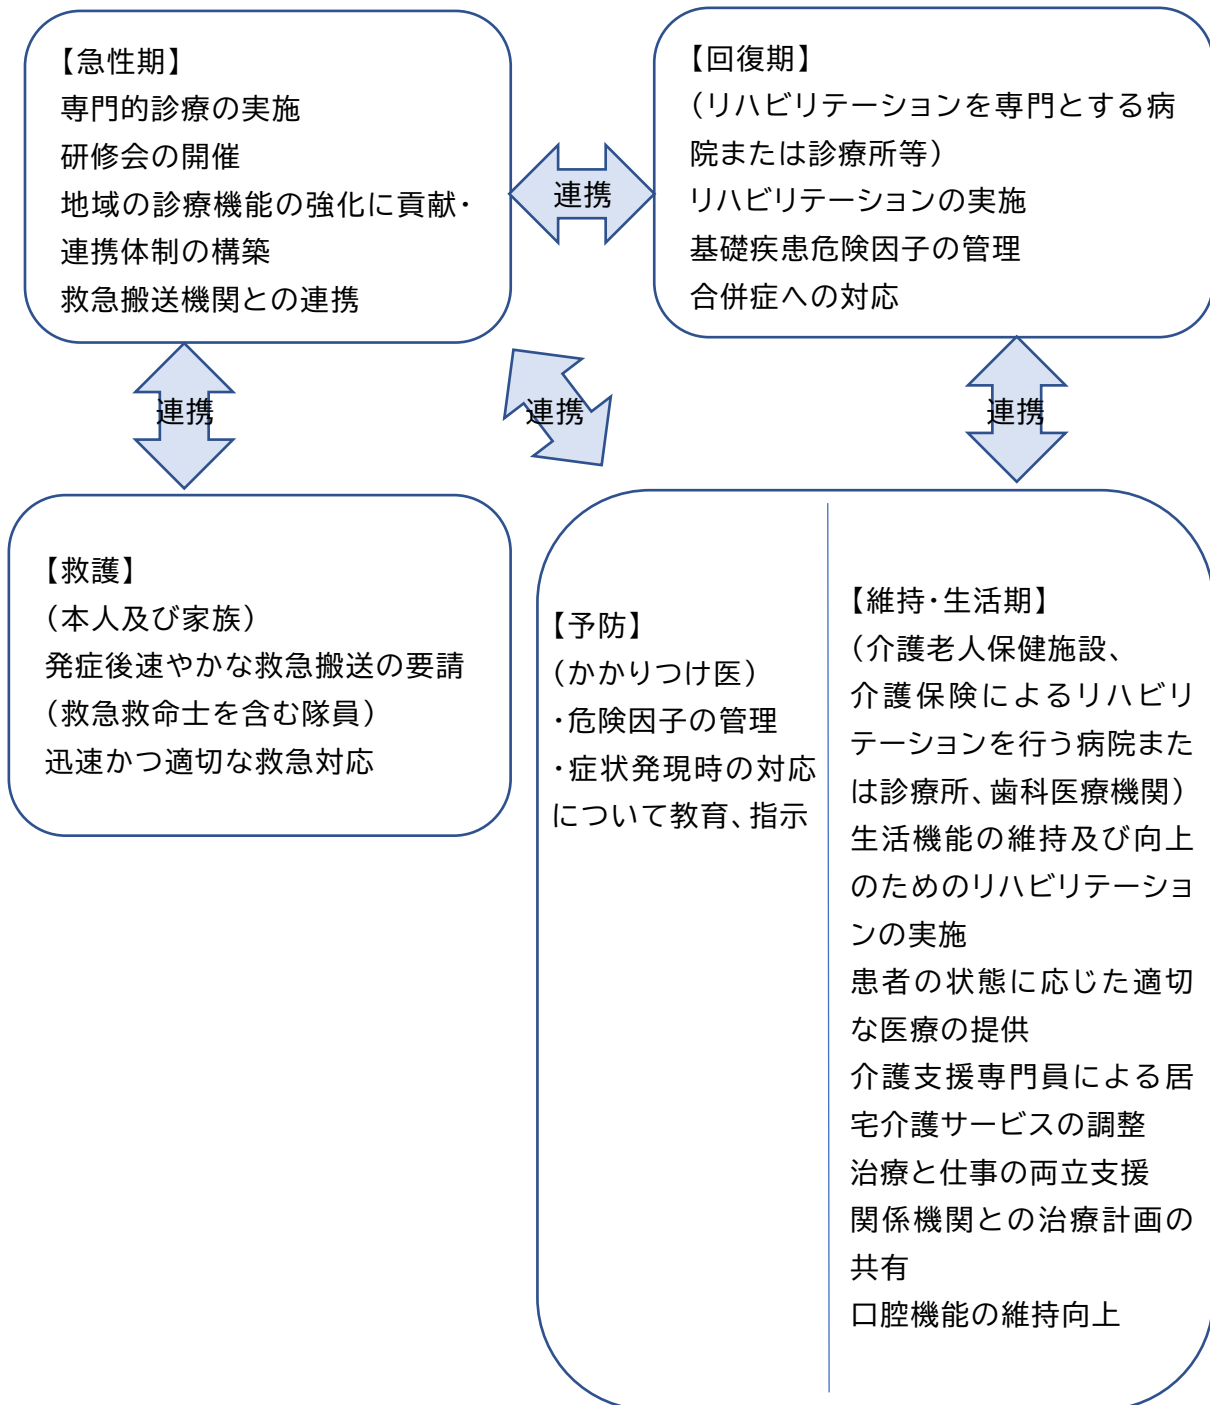 【急性期】
専門的診療の実施
研修会の開催
地域の診療機能の強化に貢献・
連携体制の構築
救急搬送機関との連携
連携
【回復期】
（リハビリテーションを専門とする病
院または診療所等）
リハビリテーションの実施
基礎疾患危険因子の管理
合併症への対応
連携
連携
連携
【救護】
（本人及び家族）
発症後速やかな救急搬送の要請
（救急救命士を含む隊員）
迅速かつ適切な救急対応
【予防】
（かかりつけ医）
・危険因子の管理
・症状発現時の対応
について教育、指示
【維持・生活期】
（介護老人保健施設、
介護保険によるリハビリ
テーションを行う病院また
は診療所、歯科医療機関）
生活機能の維持及び向上
のためのリハビリテーショ
ンの実施
患者の状態に応じた適切
な医療の提供
介護支援専門員による居
宅介護サービスの調整
治療と仕事の両立支援
関係機関との治療計画の
共有
口腔機能の維持向上